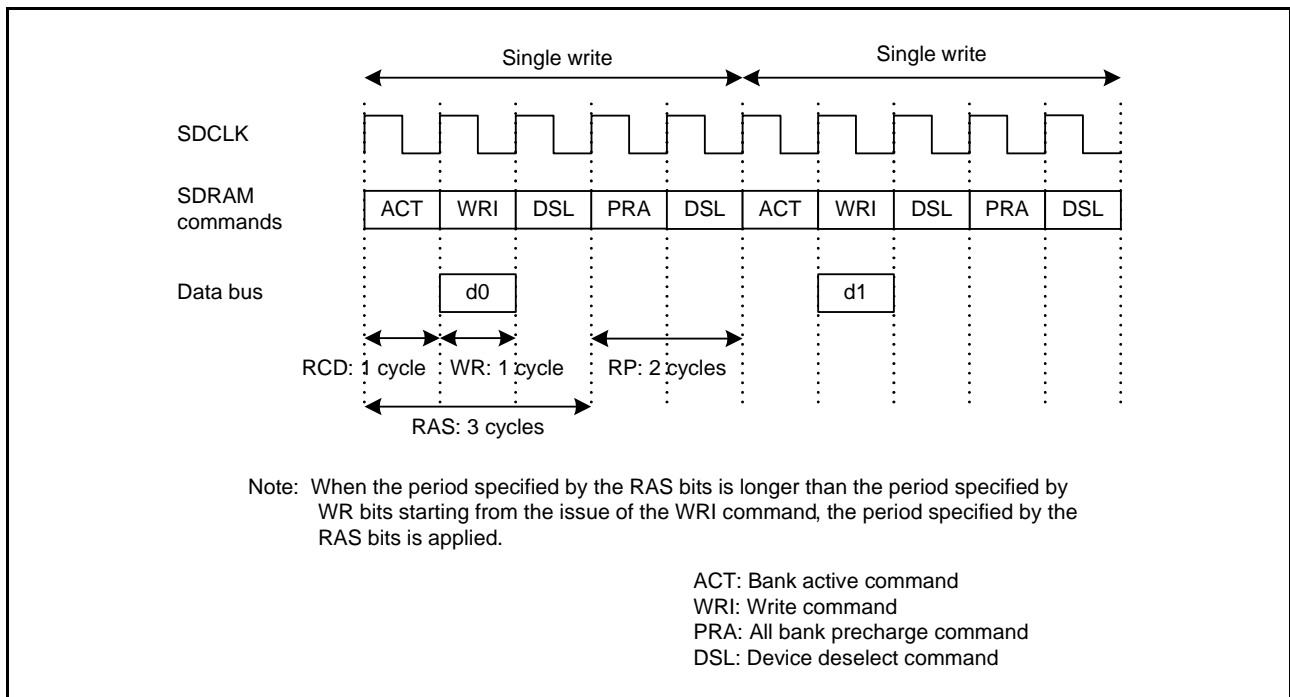 Single write Single write
SDCLK
SDRAM
commands
ACT WRI DSL PRA DSL ACT WRI DSL PRA DSL
Data bus d0 d1
RCD: 1 cycle WR: 1 cycle RP: 2 cycles
RAS: 3 cycles
Note: When the period specified by the RAS bits is longer than the period specified by
WR bits starting from the issue of the WRI command, the period specified by the
RAS bits is applied.
ACT: Bank active command
WRI: Write command
PRA: All bank precharge command
DSL: Device deselect command